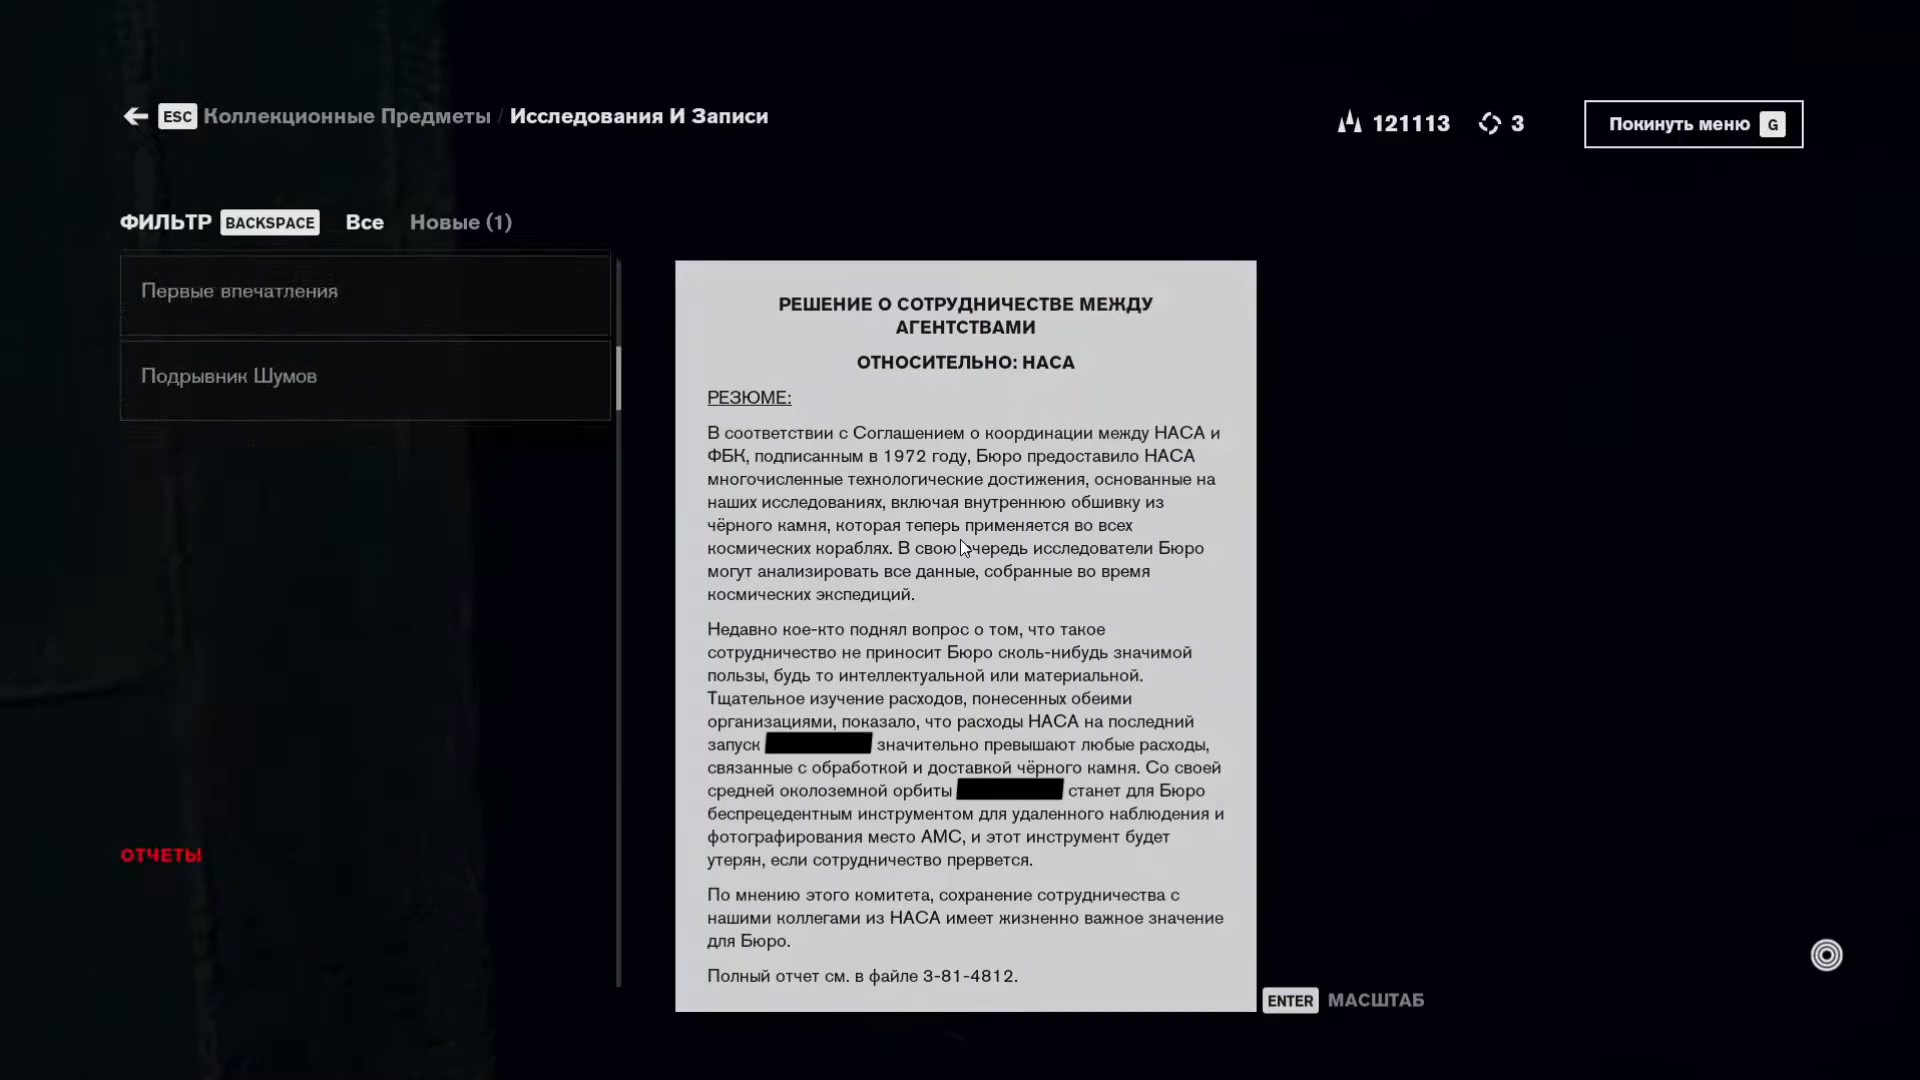 ESC Коллекционные Предметы / Исследования И Записи
121113 3
Покинуть меню G
ФИЛЬТР BACKSPACE Все Новые (1)
Первые впечатления
Подрывник Шумов
ОТЧЕТЫ
РЕШЕНИЕ О СОТРУДНИЧЕСТВЕ МЕЖДУ
АГЕНТСТВАМИ
ОТНОСИТЕЛЬНО: НАСА
РЕЗЮМЕ:
В соответствии с Соглашением о координации между НАСА и
ФБК, подписанным в 1972 году, Бюро предоставило НАСА
многочисленные технологические достижения, основанные на
наших исследованиях, включая внутреннюю обшивку из
чёрного камня, которая теперь применяется во всех
космических кораблях. В свою очередь исследователи Бюро
могут анализировать все данные, собранные во время
космических экспедиций.
Недавно кое-кто поднял вопрос о том, что такое
сотрудничество не приносит Бюро сколь-нибудь значимой
пользы, будь то интеллектуальной или материальной.
Тщательное изучение расходов, понесенных обеими
организациями, показало, что расходы НАСА на последний
запуск значительно превышают любые расходы,
связанные с обработкой и доставкой чёрного камня. Со своей
средней околоземной орбиты станет для Бюро
беспрецедентным инструментом для удаленного наблюдения и
фотографирования место АМС, и этот инструмент будет
утерян, если сотрудничество прервется.
По мнению этого комитета, сохранение сотрудничества с
нашими коллегами из НАСА имеет жизненно важное значение
для Бюро.
Полный отчет см. в файле 3-81-4812.
ENTER МАСШТАБ